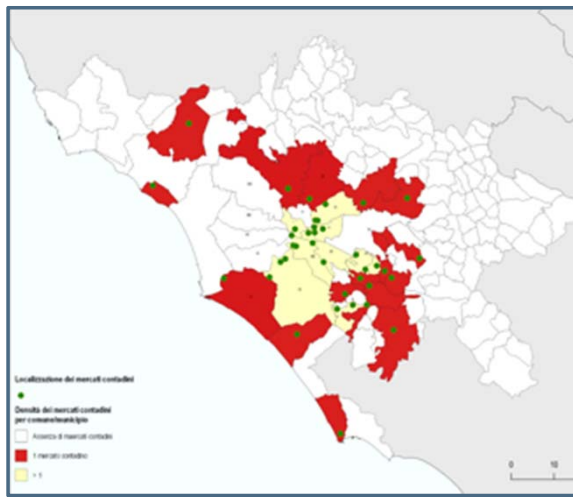 Localizzazione dei mercati contadini
Densità dei mercati contadini
per comune/municipio
Assenza di mercati contadini
1 mercato contadino
> 1
0
10